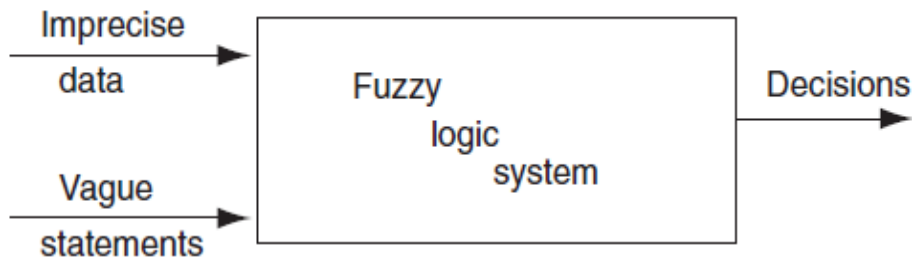 Imprecise
data
Fuzzy
logic
system
Decisions
Vague
statements